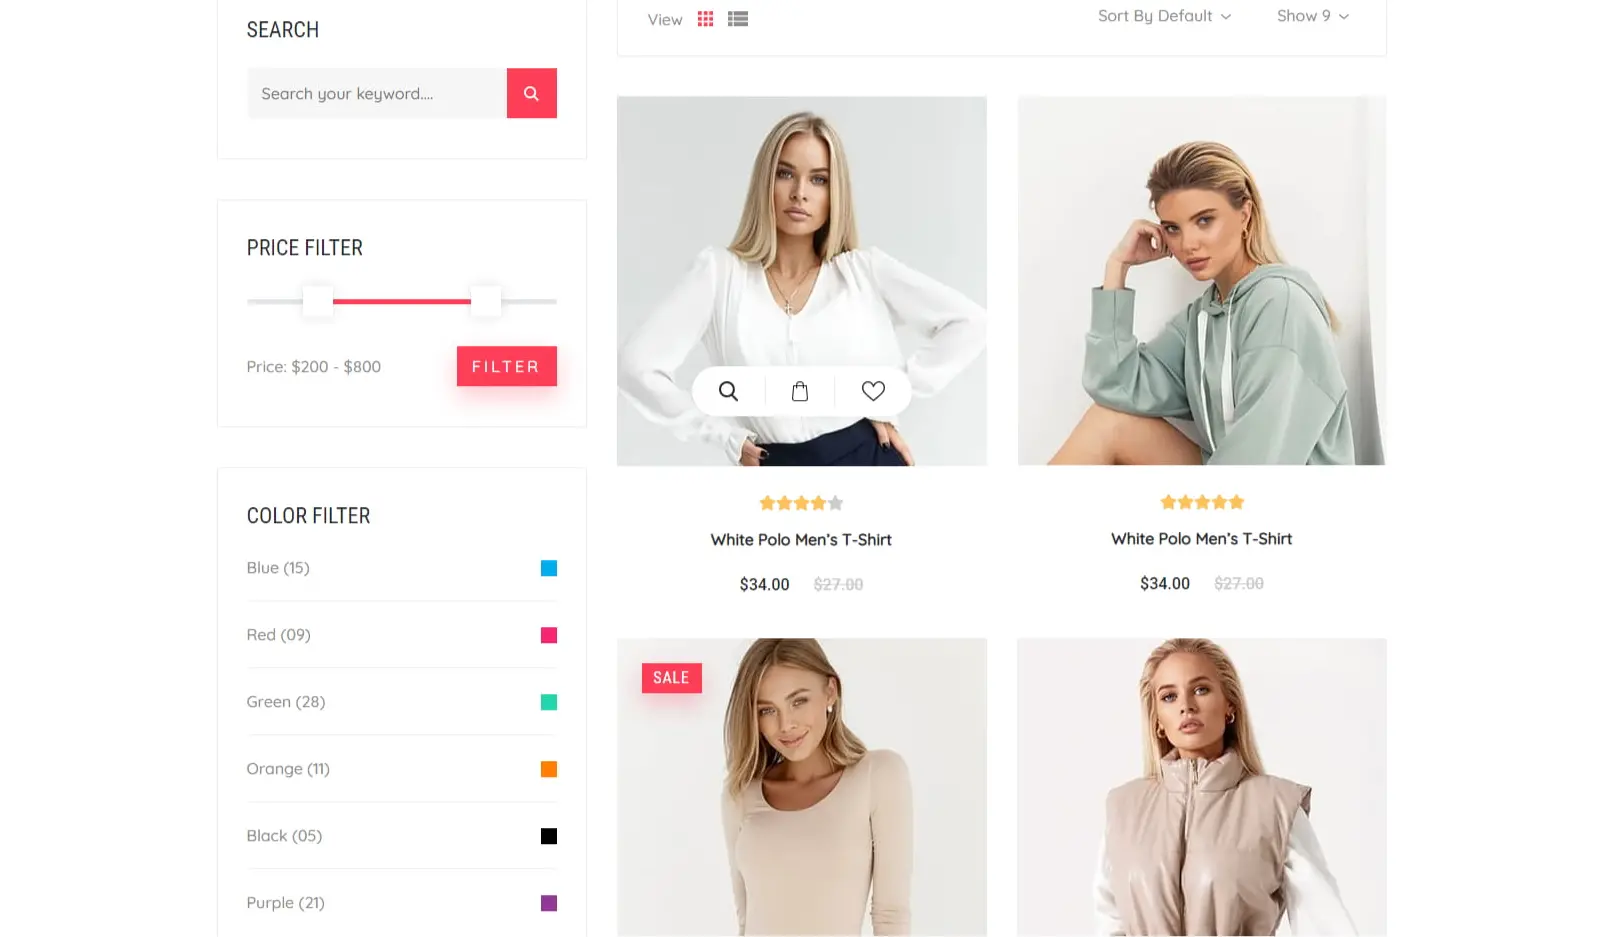 SEARCH
Search your keyword....
PRICE FILTER
Price: $200 - $800
FILTER
COLOR FILTER
Blue (15)
Red (09)
Green (28)
Orange (11)
Black (05)
Purple (21)
View
Sort By Default
Show 9
White Polo Men's T-Shirt
$34.00 $27.00
White Polo Men's T-Shirt
$34.00 $27.00
SALE